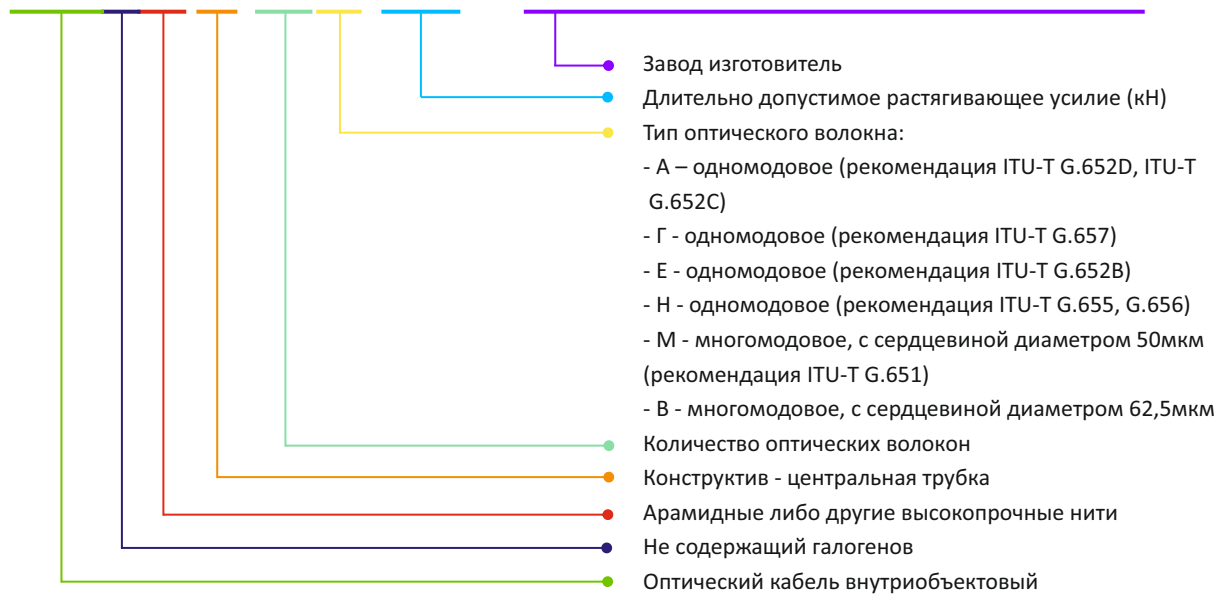 Завод изготовитель
Длительно допустимое растягивающее усилие (кН)
Тип оптического волокна:
- А – одномодовое (рекомендация ITU-T G.652D, ITU-T
G.652C)
- Г - одномодовое (рекомендация ITU-T G.657)
- Е - одномодовое (рекомендация ITU-T G.652B)
- Н - одномодовое (рекомендация ITU-T G.655, G.656)
- М - многомодовое, с сердцевиной диаметром 50мкм
(рекомендация ITU-T G.651)
- В - многомодовое, с сердцевиной диаметром 62,5мкм
Количество оптических волокон
Конструктив - центральная трубка
Арамидные либо другие высокопрочные нити
Не содержащий галогенов
Оптический кабель внутриобъектовый